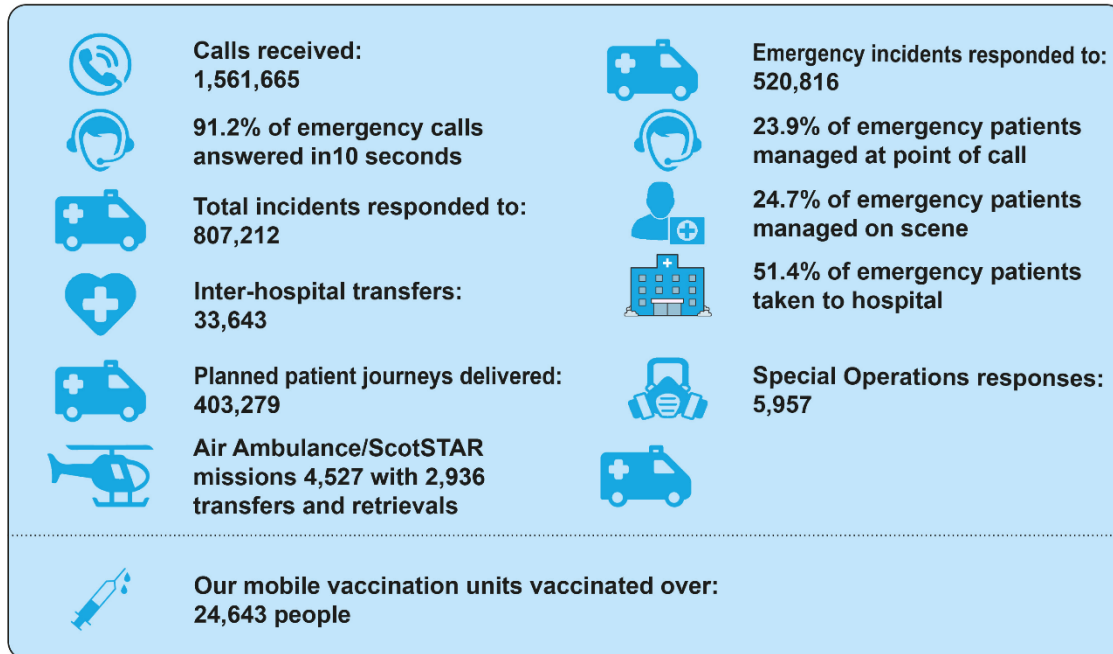 Calls received:
1,561,665
91.2% of emergency calls
answered in10 seconds
Total incidents responded to:
807,212
Inter-hospital transfers:
33,643
Planned patient journeys delivered:
403,279
Air Ambulance/ScotSTAR
missions 4,527 with 2,936
transfers and retrievals
Emergency incidents responded to:
520,816
23.9% of emergency patients
managed at point of call
24.7% of emergency patients
managed on scene
51.4% of emergency patients
taken to hospital
Special Operations responses:
5,957
Our mobile vaccination units vaccinated over:
24,643 people